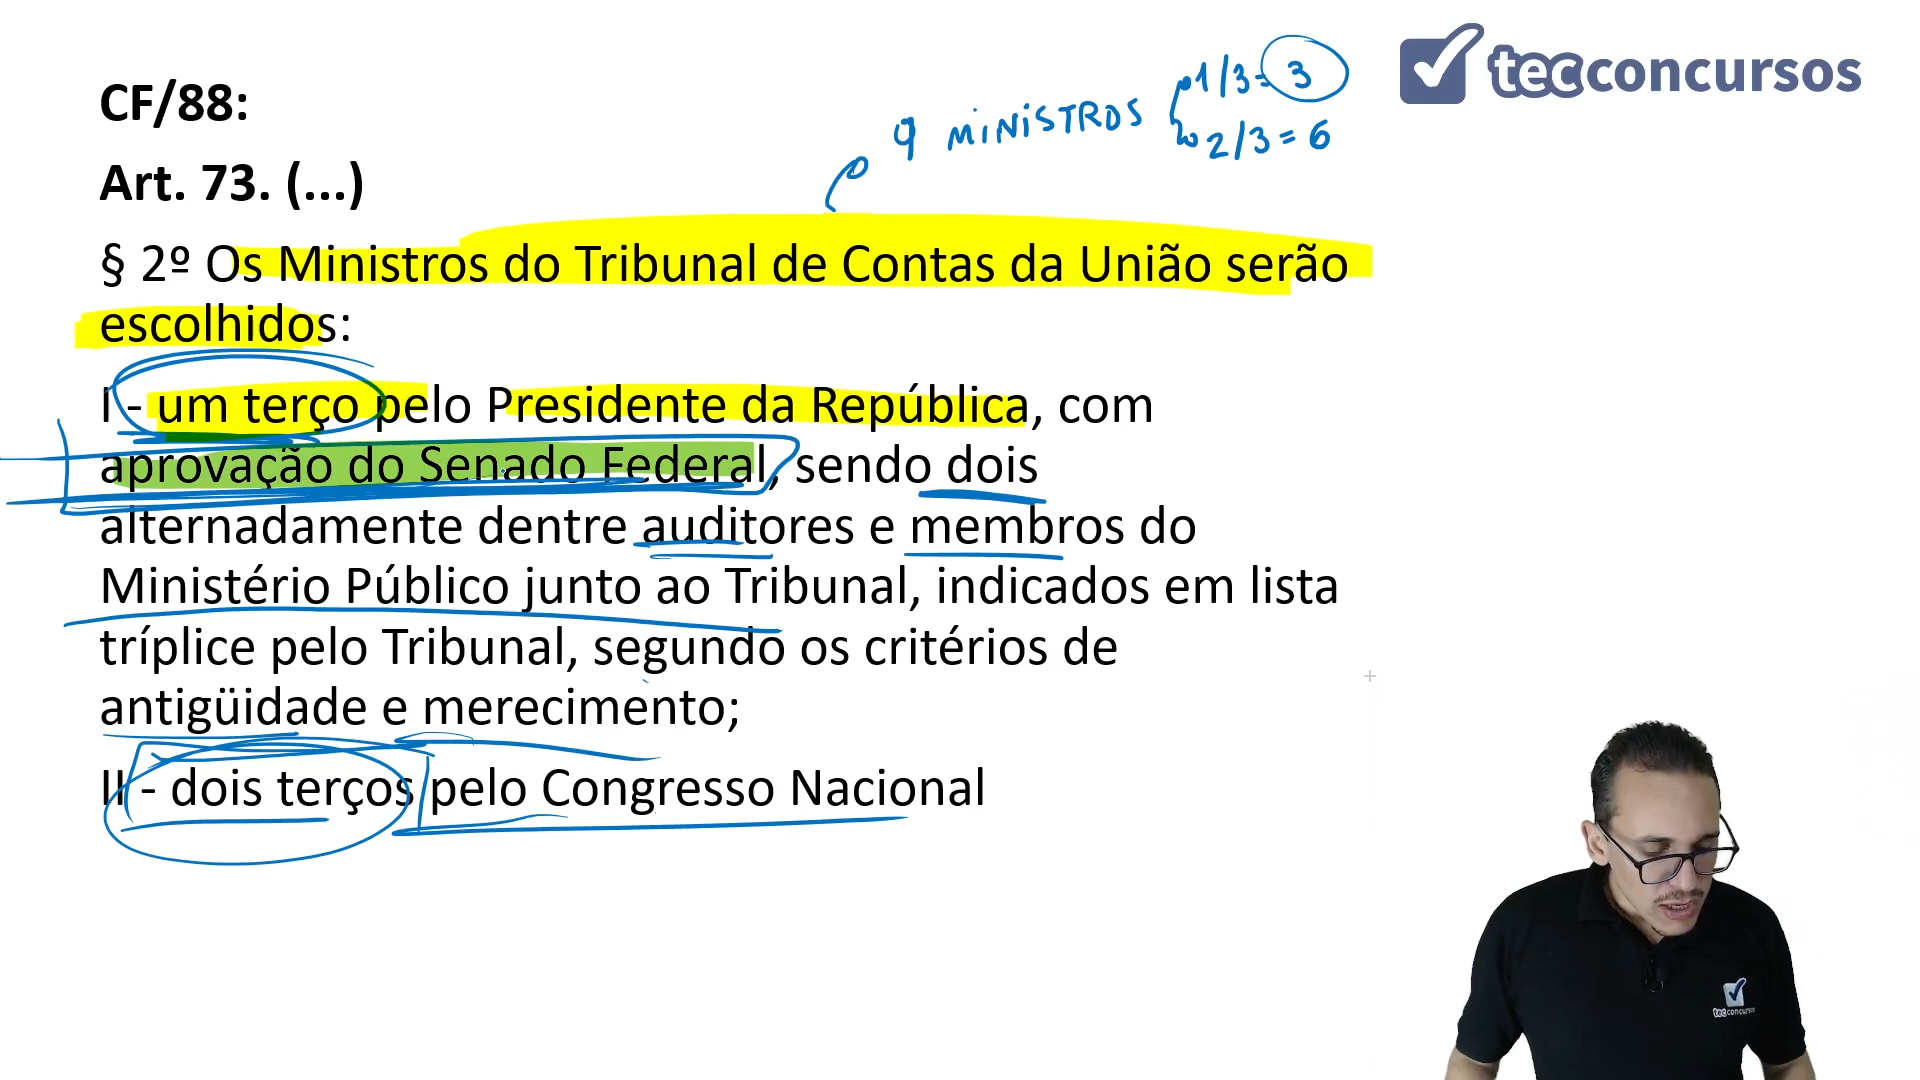 tecconcursos
CF/88:
9 MINISTROS
1/3 = 3
2/3 = 6
Art. 73. (...)
§ 2º Os Ministros do Tribunal de Contas da União serão
escolhidos:
I - um terço pelo Presidente da República, com
aprovação do Senado Federal, sendo dois
alternadamente dentre auditores e membros do
Ministério Público junto ao Tribunal, indicados em lista
tríplice pelo Tribunal, segundo os critérios de
antigüidade e merecimento;
II - dois terços pelo Congresso Nacional
tecconcursos